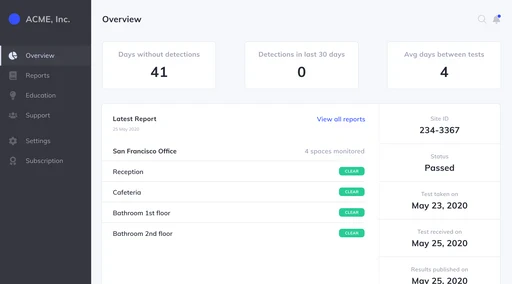 ACME, Inc.
Overview
Reports
Education
Support
Settings
Subscription
Overview
Days without detections
41
Detections in last 30 days
0
Avg days between tests
4
Latest Report
View all reports
25 May 2020
San Francisco Office
4 spaces monitored
Reception
CLEAR
Cafeteria
CLEAR
Bathroom 1st floor
CLEAR
Bathroom 2nd floor
CLEAR
Site ID
234-3367
Status
Passed
Test taken on
May 23, 2020
Test received on
May 25, 2020
Results published on
May 25, 2020